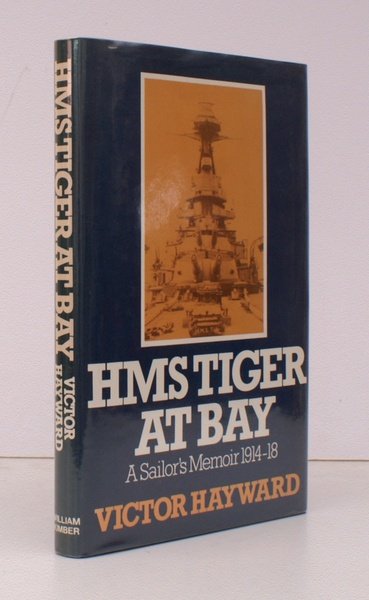 HMS TIGER
AT BAY
A Sailor's Memoir 1914-18
VICTOR HAYWARD
HMS TIGER AT BAY
VICTOR
HAYWARD
WILLIAM
KIMBER